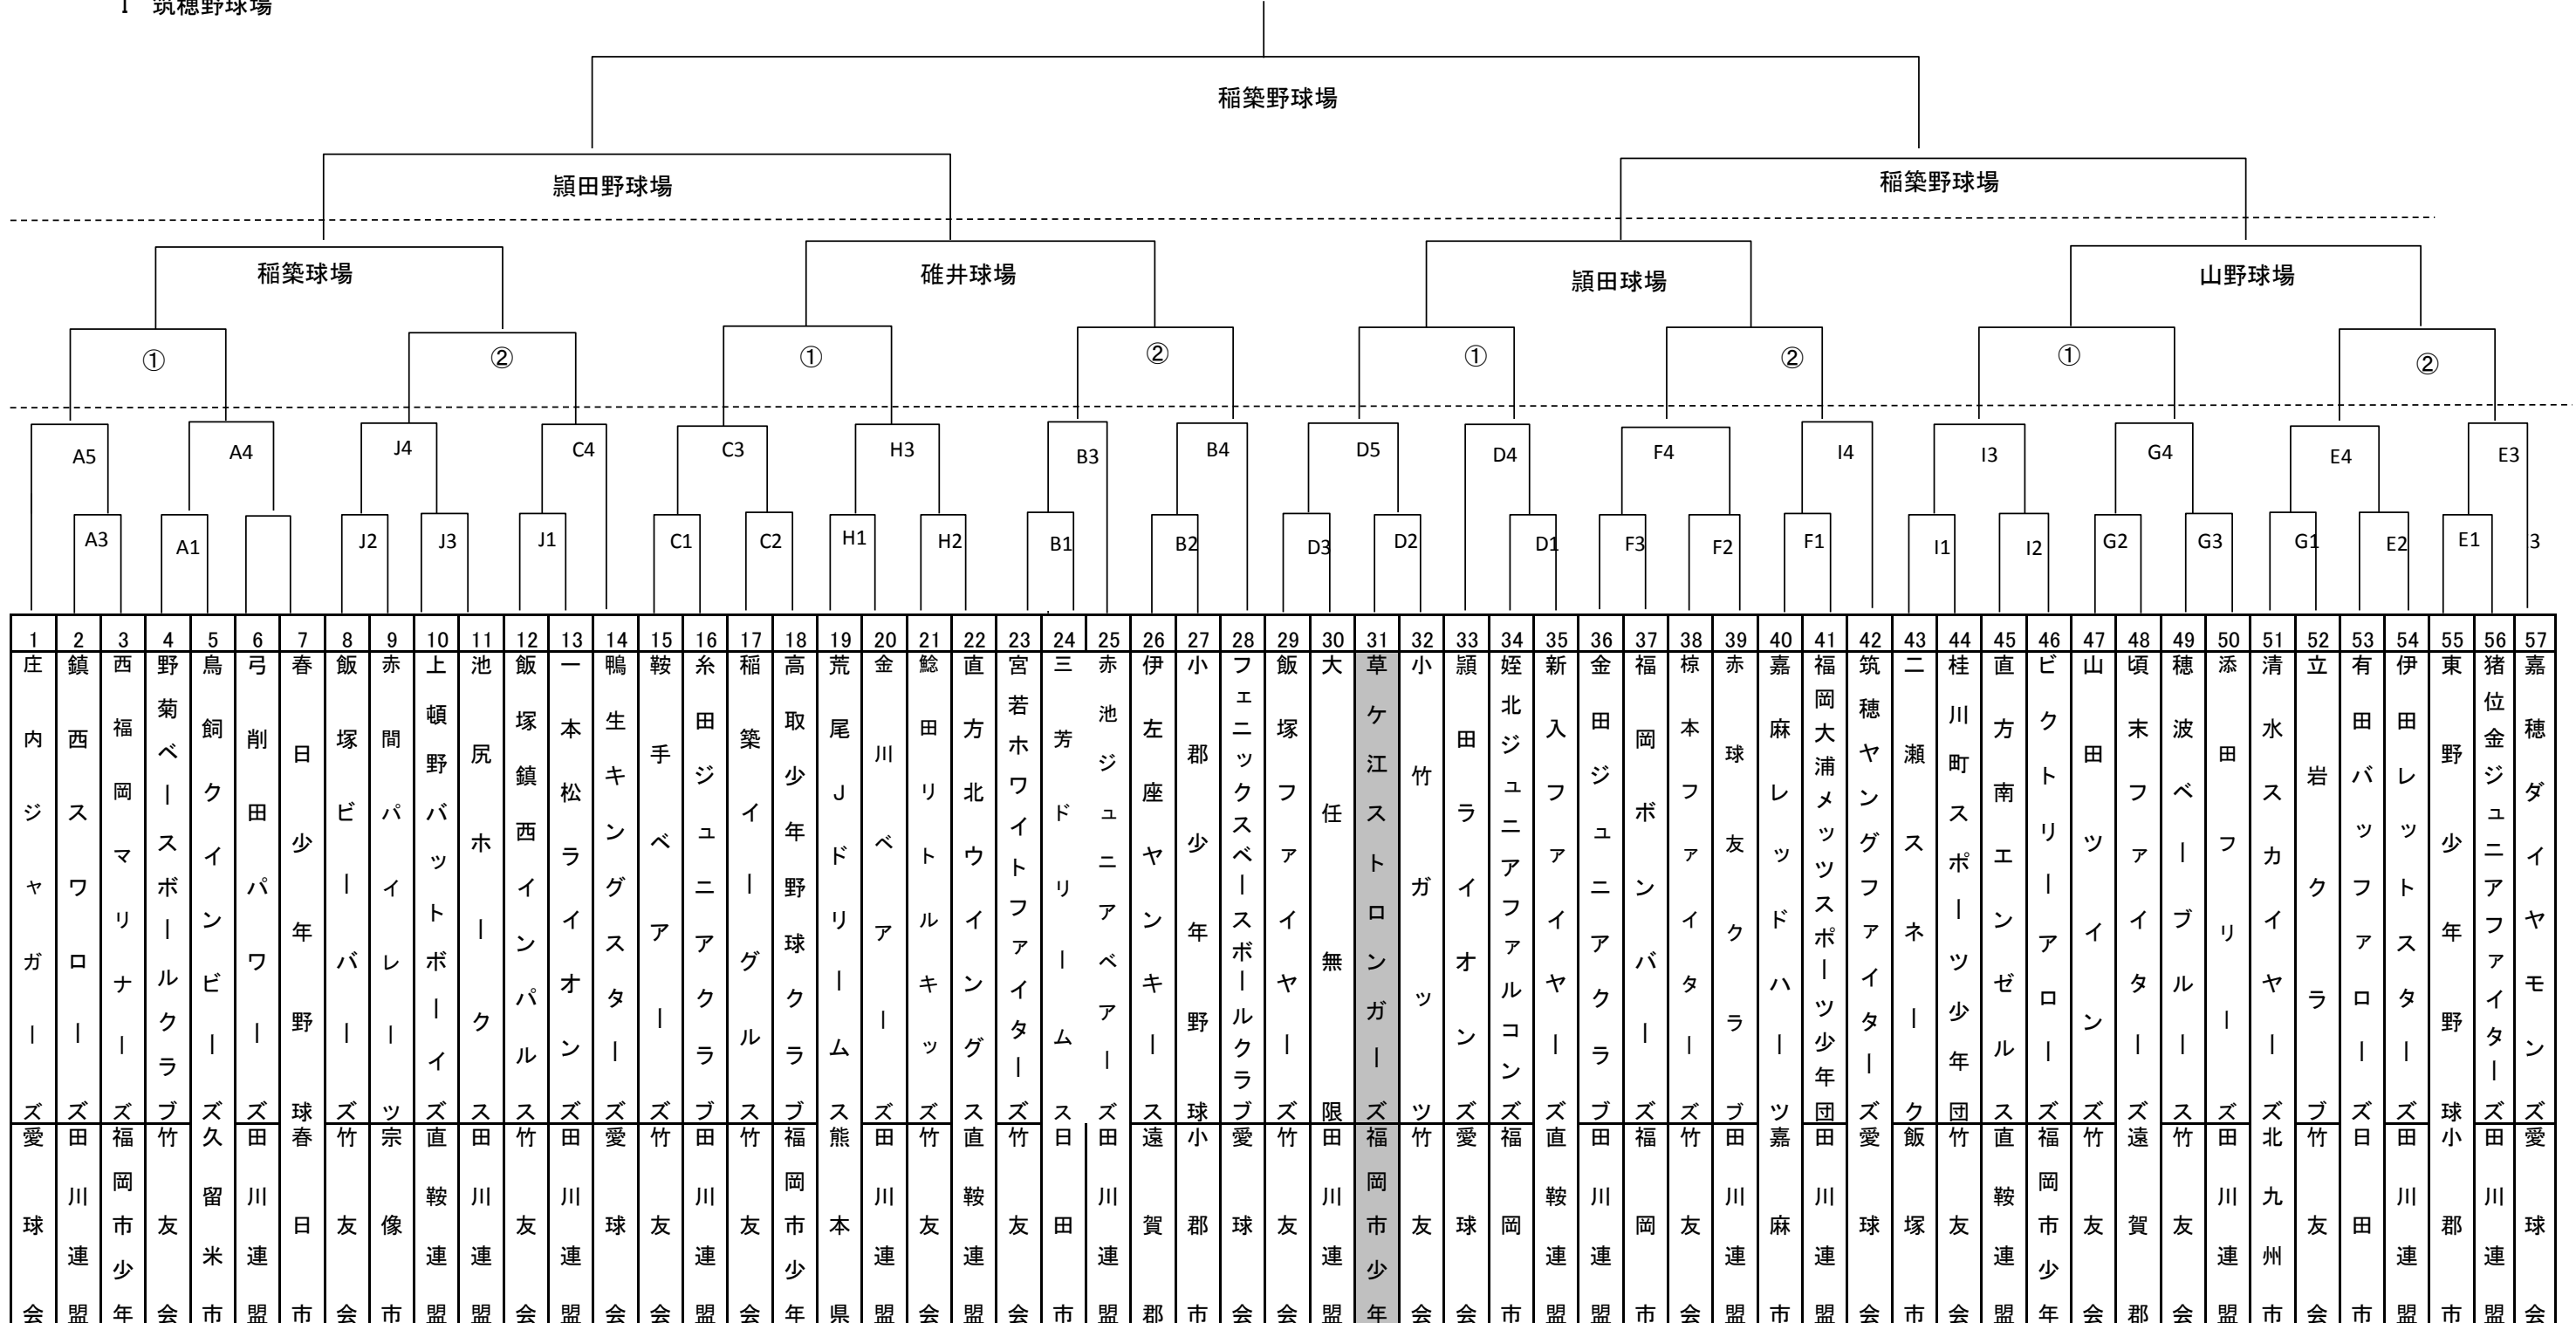 I 筑穂野球場
稲築野球場
頴田野球場 稲築野球場
稲築球場 碓井球場 頴田球場 山野球場
① ② ① ② ① ② ① ②
A5 A4 J4 C4 C3 H3 B3 B4 D5 D4 F4 I4 I3 G4 E4 E3
A3 A1 J2 J3 J1 C1 C2 H1 H2 B1 B2 D3 D2 D1 F3 F2 F1 I1 I2 G2 G3 G1 E2 E1 3
1 庄内ジャガーズ 愛球会
2 鎮西スワローズ 田川連盟
3 西福岡マリナーズ 福岡市少年
4 野菊ベースボールクラブ 竹友会
5 鳥飼クインビーズ 久留米市
6 弓削田パワーズ 田川連盟
7 春日少年野球 春日市
8 飯塚ビーバーズ 竹友会
9 赤間パイレーツ 宗像市
10 上頓野バットボーイズ 直鞍連盟
11 池尻ホークス 田川連盟
12 飯塚鎮西インパルス 竹友会
13 一本松ライオンズ 田川連盟
14 鴨生キングスターズ 愛球会
15 鞍手ベアーズ 竹友会
16 糸田ジュニアクラブ 田川連盟
17 稲築イーグルス 竹友会
18 高取少年野球クラブ 福岡市少年
19 荒尾Jドリームス 熊本県
20 金川ベアーズ 田川連盟
21 鯰田リトルキッズ 竹友会
22 直方北ウイングス 直鞍連盟
23 宮若ホワイトファイターズ 竹友会
24 三芳ドリームス 日田市
25 赤池ジュニアベアーズ 田川連盟
26 伊左座ヤンキース 遠賀郡
27 小郡少年野球 小郡市
28 フェニックスベースボールクラブ 愛球会
29 飯塚ファイヤーズ 竹友会
30 大任無限 田川連盟
31 草ケ江ストロンガーズ 福岡市少年
32 小竹ガッツ 竹友会
33 頴田ライオンズ 愛球会
34 姪北ジュニアファルコンズ 福岡市
35 新入ファイヤーズ 直鞍連盟
36 金田ジュニアクラブ 田川連盟
37 福岡ボンバーズ 福岡市
38 椋本ファイターズ 竹友会
39 赤球友クラブ 田川連盟
40 嘉麻レッドハーツ 嘉麻市
41 福岡大浦メッツスポーツ少年団 田川連盟
42 筑穂ヤングファイターズ 愛球会
43 二瀬スネーク 飯塚市
44 桂川町スポーツ少年団 竹友会
45 直方南エンゼルス 直鞍連盟
46 ビクトリーアローズ 福岡市少年
47 山田ツインズ 竹友会
48 頃末ファイターズ 遠賀郡
49 穂波ベーブルース 竹友会
50 添田フリーズ 田川連盟
51 清水スカイヤーズ 北九州市
52 立岩クラブ 竹友会
53 有田バッファローズ 日田市
54 伊田レットスターズ 田川連盟
55 東野少年野球 小郡市
56 猪位金ジュニアファイターズ 田川連盟
57 嘉穂ダイヤモンズ 愛球会